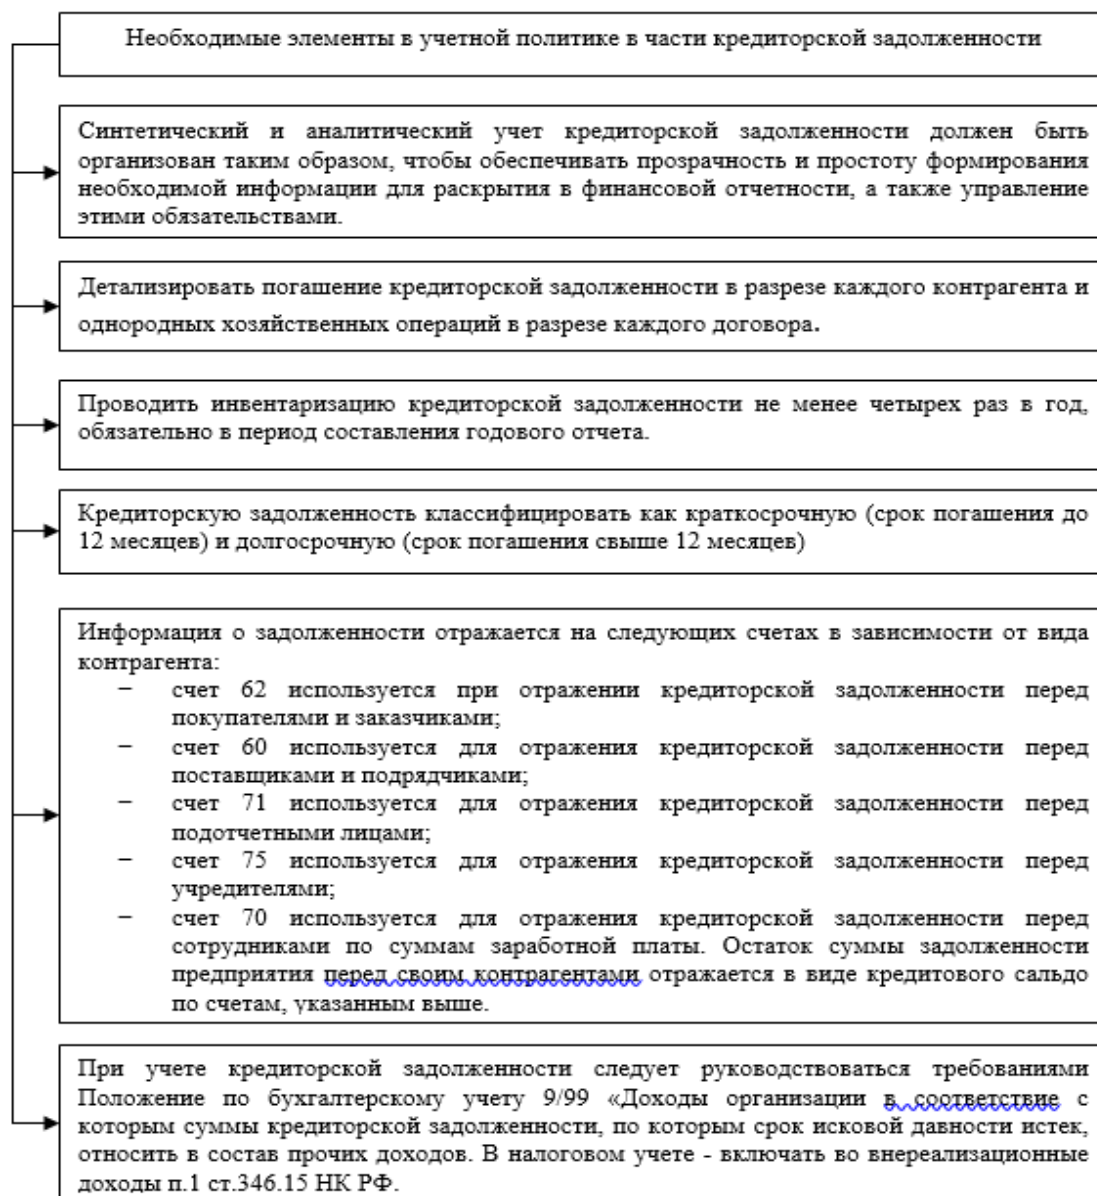 Необходимые элементы в учетной политике в части кредиторской задолженности
Синтетический и аналитический учет кредиторской задолженности должен быть
организован таким образом, чтобы обеспечивать прозрачность и простоту формирования
необходимой информации для раскрытия в финансовой отчетности, а также управление
этими обязательствами.
Детализировать погашение кредиторской задолженности в разрезе каждого контрагента и
однородных хозяйственных операций в разрезе каждого договора.
Проводить инвентаризацию кредиторской задолженности не менее четырех раз в год,
обязательно в период составления годового отчета.
Кредиторскую задолженность классифицировать как краткосрочную (срок погашения до
12 месяцев) и долгосрочную (срок погашения свыше 12 месяцев)
Информация о задолженности отражается на следующих счетах в зависимости от вида
контрагента:
− счет 62 используется при отражении кредиторской задолженности перед
покупателями и заказчиками;
− счет 60 используется для отражения кредиторской задолженности перед
поставщиками и подрядчиками;
− счет 71 используется для отражения кредиторской задолженности перед
подотчетными лицами;
− счет 75 используется для отражения кредиторской задолженности перед
учредителями;
− счет 70 используется для отражения кредиторской задолженности перед
сотрудниками по суммам заработной платы. Остаток суммы задолженности
предприятия перед своим контрагентами отражается в виде кредитового сальдо
по счетам, указанным выше.
При учете кредиторской задолженности следует руководствоваться требованиями
Положение по бухгалтерскому учету 9/99 «Доходы организации в соответствие с
которым суммы кредиторской задолженности, по которым срок исковой давности истек,
относить в состав прочих доходов. В налоговом учете - включать во внереализационные
доходы п.1 ст.346.15 НК РФ.